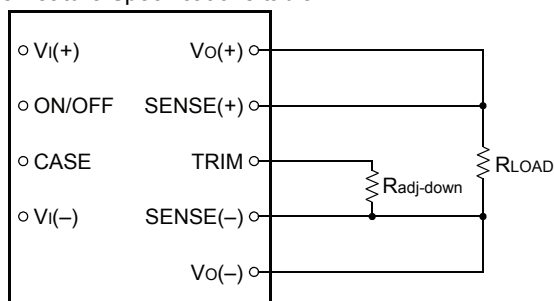 VI(+)
VO(+)
ON/OFF
SENSE(+)
CASE
TRIM
Radj-down
RLOAD
VI(–)
SENSE(–)
VO(–)